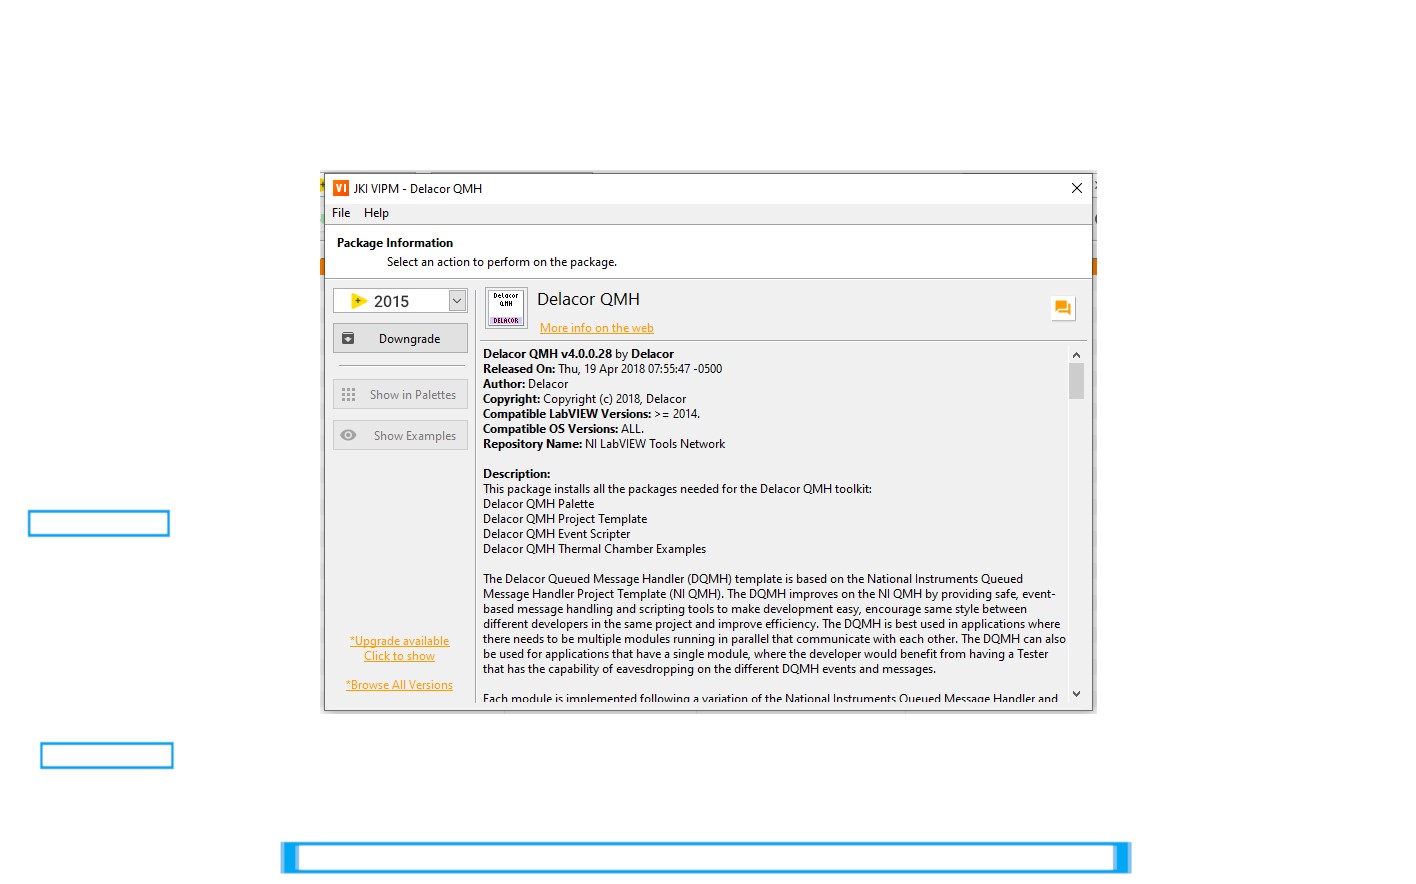 JKI VIPM - Delacor QMH
File Help
Package Information
Select an action to perform on the package.
2015
Downgrade
Show in Palettes
Show Examples
*Upgrade available
Click to show
*Browse All Versions
Delacor
QMH
DELACOR
Delacor QMH
More info on the web
Delacor QMH v4.0.0.28 by Delacor
Released On: Thu, 19 Apr 2018 07:55:47 -0500
Author: Delacor
Copyright: Copyright (c) 2018, Delacor
Compatible LabVIEW Versions: >= 2014.
Compatible OS Versions: ALL.
Repository Name: NI LabVIEW Tools Network
Description:
This package installs all the packages needed for the Delacor QMH toolkit:
Delacor QMH Palette
Delacor QMH Project Template
Delacor QMH Event Scripter
Delacor QMH Thermal Chamber Examples
The Delacor Queued Message Handler (DQMH) template is based on the National Instruments Queued
Message Handler Project Template (NI QMH). The DQMH improves on the NI QMH by providing safe, event-
based message handling and scripting tools to make development easy, encourage same style between
different developers in the same project and improve efficiency. The DQMH is best used in applications where
there needs to be multiple modules running in parallel that communicate with each other. The DQMH can also
be used for applications that have a single module, where the developer would benefit from having a Tester
that has the capability of eavesdropping on the different DQMH events and messages.
Each module is implemented following a variation of the National Instruments Queued Message Handler and